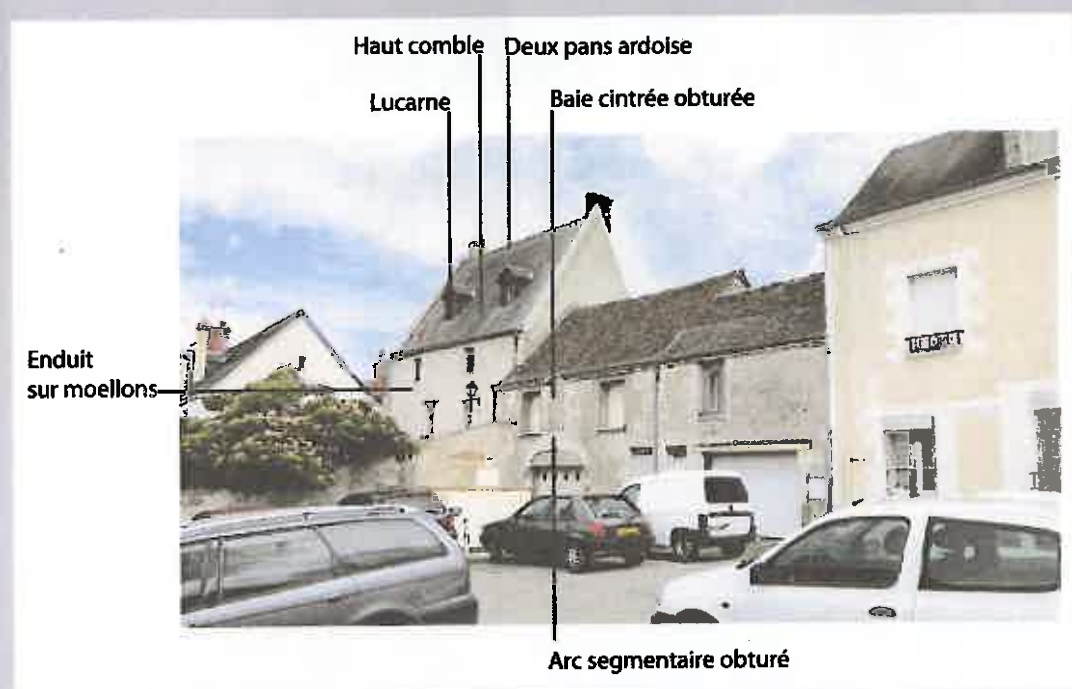 Haut comble
Deux pans ardoise
Lucarne
Baie cintrée obturée
Enduit
sur moellons
Arc segmentaire obturé